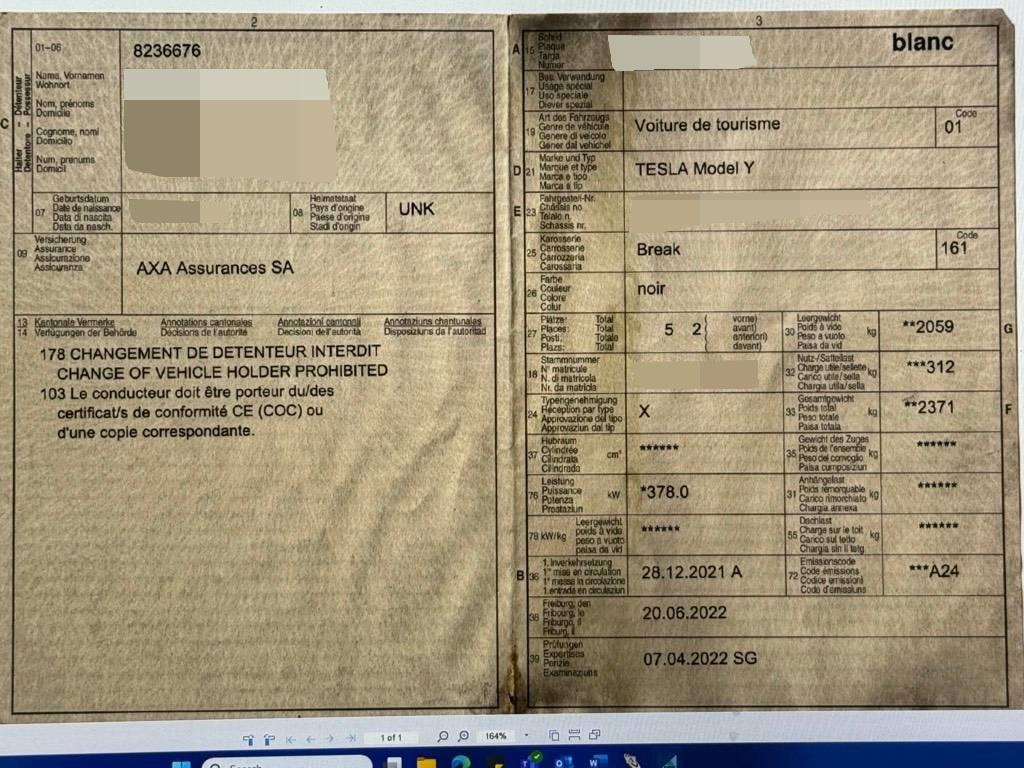 2
01-06
8236676
Halter - Détenteur
Detentore - Possessur
C
Name, Vornamen
Wohnort
Nom, prénoms
Domicile
Cognome, nomi
Domicilio
Num, prenums
Domicil
07
Geburtsdatum
Date de naissance
Data di nascita
Data da nasch.
08
Heimatstaat
Pays d'origine
Paese d'origine
Stadi d'origin
UNK
09
Versicherung
Assurance
Assicurazione
Assicuranza
AXA Assurances SA
13 Kantonale Vermerke Annotations cantonales Annotazioni cantonali Annotaziuns chantunalas
14 Verfügungen der Behörde Décisions de l'autorité Decision de l'autorità Disposiziuns da l'autoritad
178 CHANGEMENT DE DETENTEUR INTERDIT
CHANGE OF VEHICLE HOLDER PROHIBITED
103 Le conducteur doit être porteur du/des
certificat/s de conformité CE (COC) ou
d'une copie correspondante.
3
A
15
Schild
Plaque
Targa
Numer
blanc
17
Bes. Verwendung
Usage spécial
Uso speciale
Diever spezial
19
Art des Fahrzeugs
Genre de véhicule
Genere di veicolo
Gener dal vehichel
Voiture de tourisme
Code
01
D
21
Marke und Typ
Marque et type
Marca e tipo
Marca e tip
TESLA Model Y
E
23
Fahrgestell-Nr.
Châssis no.
Telaio n.
Schassis nr.
25
Karosserie
Carrosserie
Carrozzeria
Carossaria
Break
Code
161
26
Farbe
Couleur
Colore
Colur
noir
27
Plätze: Total
Places: Total
Posti: Totale
Plazs: Total
5 2
vorne)
avant)
anteriori)
davant)
30
Leergewicht
Poids à vide
Peso a vuoto
Paisa da vid
kg
**2059
G
18
Stammnummer
N° matricule
N. di matricola
Nr. da matricla
32
Nutz-/Sattellast
Charge utile/sellette
Carico utile/sella
Chargia utila/sella
kg
***312
24
Typengenehmigung
Réception par type
Approvazione del tipo
Approvaziun dal tip
X
33
Gesamtgewicht
Poids total
Peso totale
Paisa totala
kg
**2371
F
37
Hubraum
Cylindrée
Cilindrata
Cilindrada
cm³
******
35
Gewicht des Zuges
Poids de l'ensemble
Peso del convoglio
Paisa cumposiziun
kg
******
76
Leistung
Puissance
Potenza
Prestaziun
kW
*378.0
31
Anhängelast
Poids remorquable
Carico rimorchiato
Chargia annexa
kg
******
78 kW/kg
Leergewicht
poids à vide
peso a vuoto
paisa da vid
******
55
Dachlast
Charge sur le toit
Carico sul tetto
Chargia sin il tetg
kg
******
B
36
1. Inverkehrsetzung
1re mise en circulation
1a messa in circolazione
1. entrada en circulaziun
28.12.2021 A
72
Emissionscode
Code émissions
Codice emissioni
Code d'emissiuns
***A24
38
Freiburg, den
Fribourg, le
Friburgo, il
Friburg, il
20.06.2022
39
Prüfungen
Expertises
Perizie
Examinaziuns
07.04.2022 SG
1 of 1
164%
Search